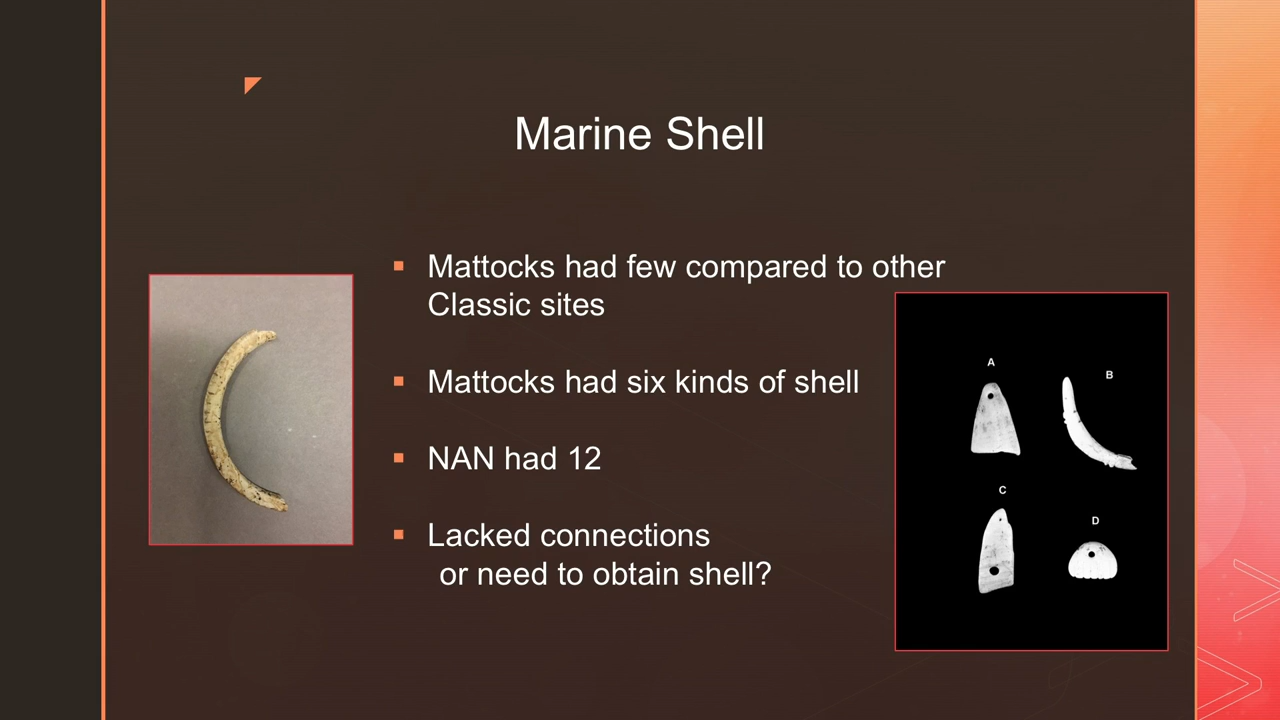 Marine Shell
Mattocks had few compared to other
Classic sites
Mattocks had six kinds of shell
NAN had 12
Lacked connections
or need to obtain shell?
A
B
C
D